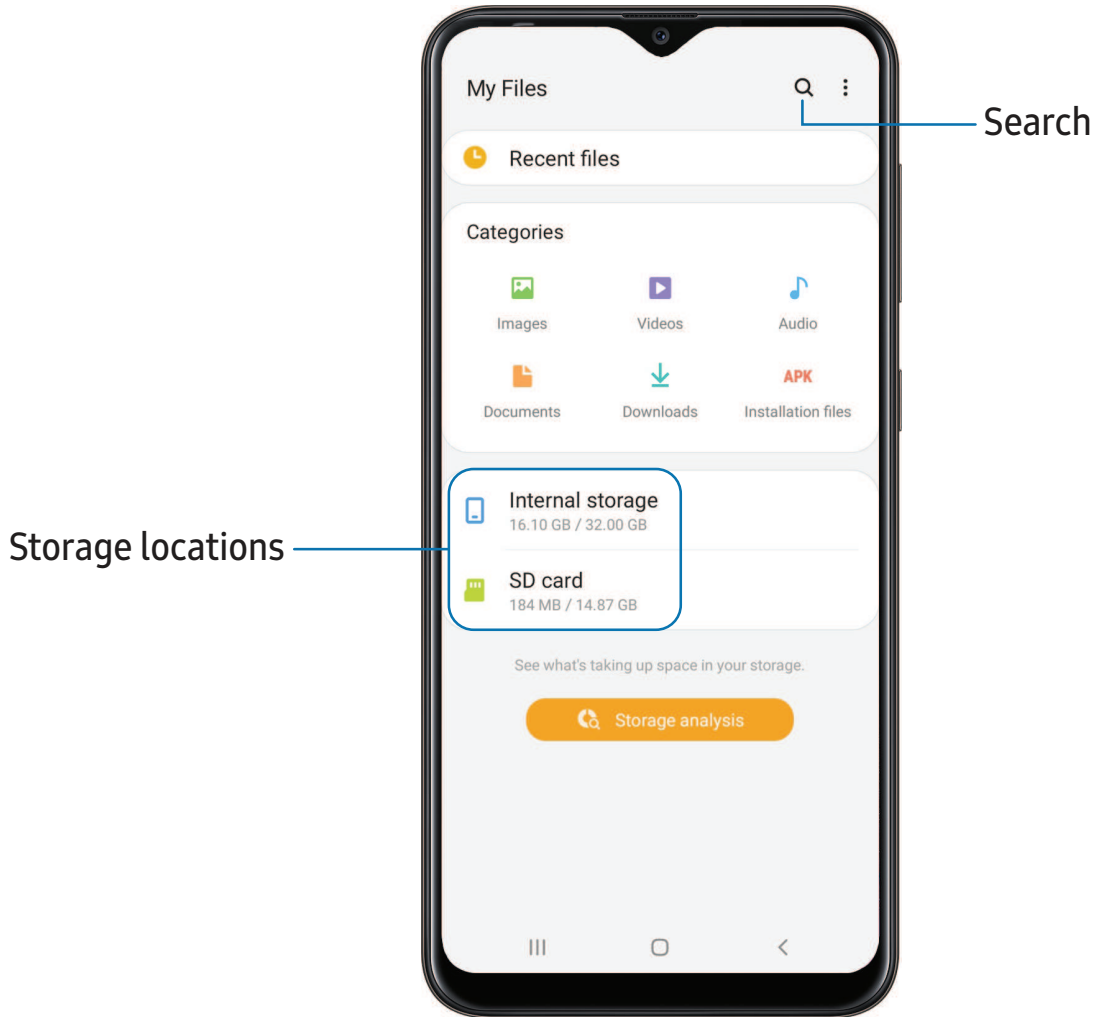 My Files
Search
Recent files
Categories
Images
Videos
Audio
Documents
Downloads
APK
Installation files
Storage locations
Internal storage
16.10 GB / 32.00 GB
SD card
184 MB / 14.87 GB
See what's taking up space in your storage.
Storage analysis